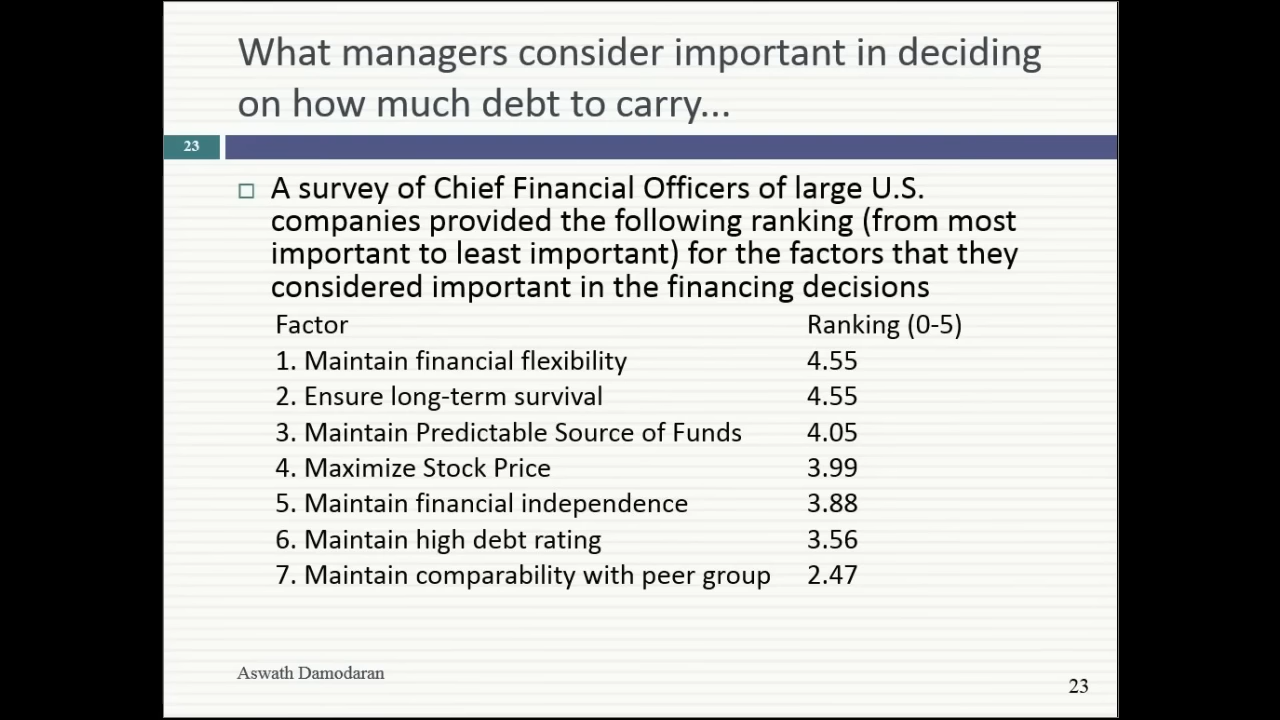 What managers consider important in deciding
on how much debt to carry...
23
A survey of Chief Financial Officers of large U.S.
companies provided the following ranking (from most
important to least important) for the factors that they
considered important in the financing decisions
Factor Ranking (0-5)
1. Maintain financial flexibility 4.55
2. Ensure long-term survival 4.55
3. Maintain Predictable Source of Funds 4.05
4. Maximize Stock Price 3.99
5. Maintain financial independence 3.88
6. Maintain high debt rating 3.56
7. Maintain comparability with peer group 2.47
Aswath Damodaran
23